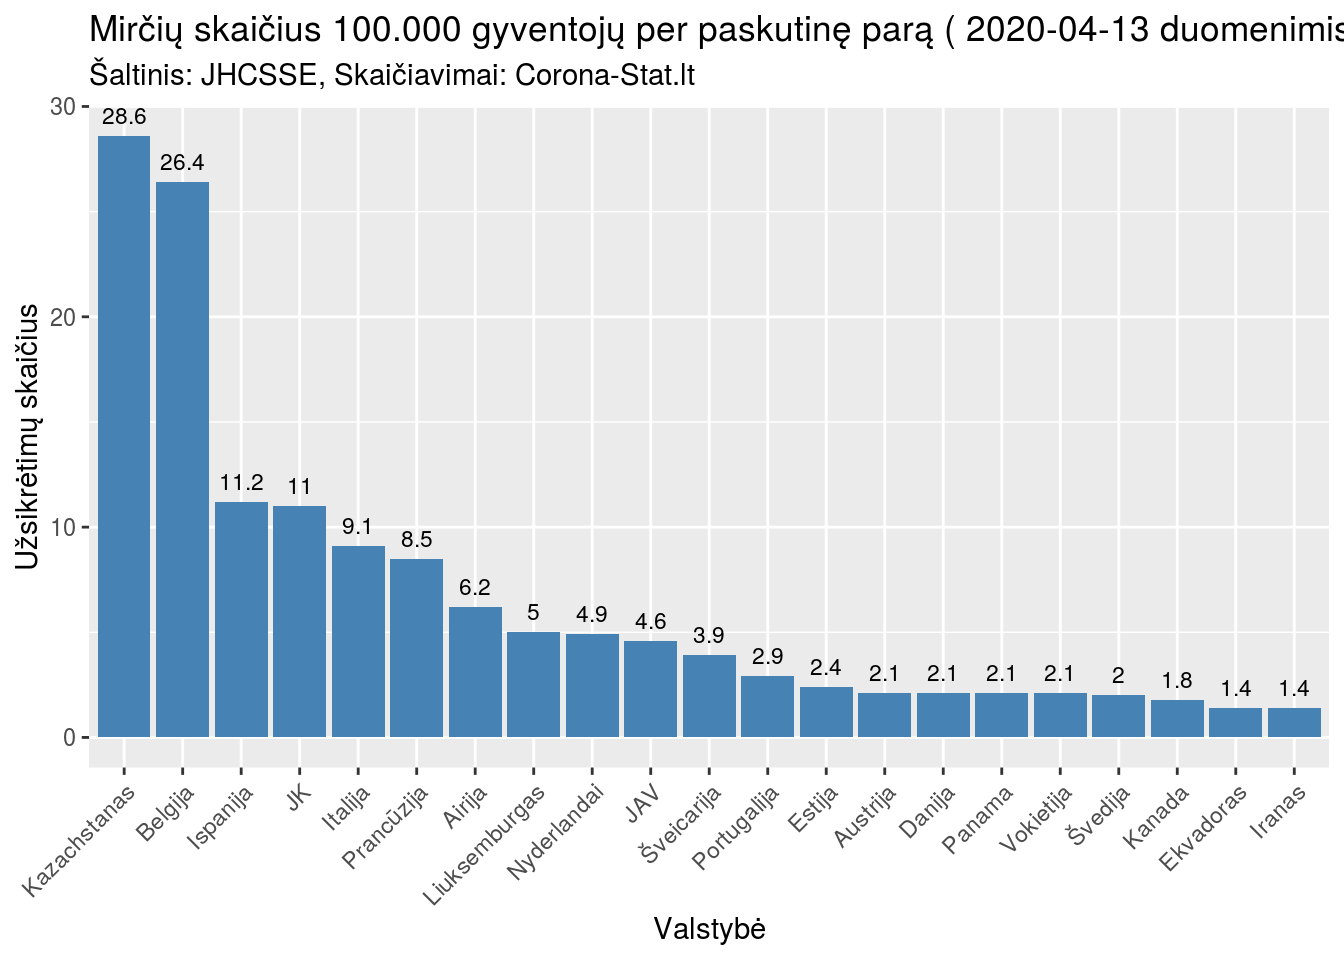 Mirčių skaičius 100.000 gyventojų per paskutinę parą ( 2020-04-13 duomenimis
Šaltinis: JHCSSE, Skaičiavimai: Corona-Stat.lt
Užsikrėtimų skaičius
30
20
10
0
28.6
26.4
11.2
11
9.1
8.5
6.2
5
4.9
4.6
3.9
2.9
2.4
2.1
2.1
2.1
2.1
2
1.8
1.4
1.4
Kazachstanas
Belgija
Ispanija
JK
Italija
Prancūzija
Airija
Liuksemburgas
Nyderlandai
JAV
Šveicarija
Portugalija
Estija
Austrija
Danija
Panama
Vokietija
Švedija
Kanada
Ekvadoras
Iranas
Valstybė